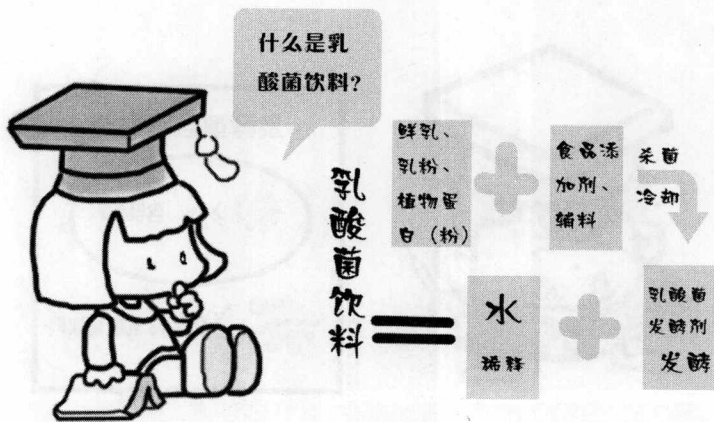 什么是乳
酸菌饮料?
乳酸菌饮料
鲜乳、
乳粉、
植物蛋
白(粉)
食品添
加剂、
辅料
杀菌
冷却
水
稀释
乳酸菌
发酵剂
发酵